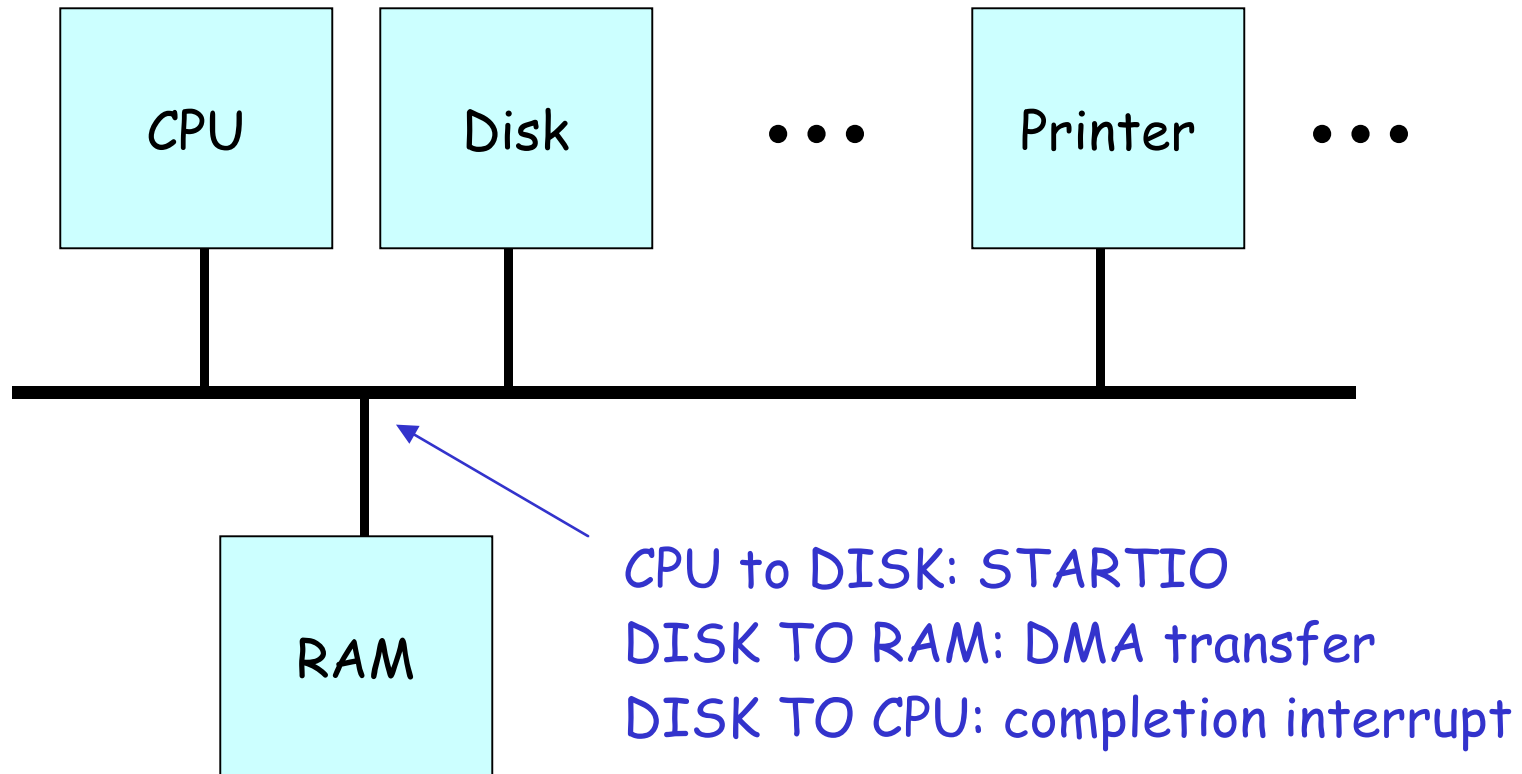 CPU
Disk
• • •
Printer
• • •
RAM
CPU to DISK: STARTIO
DISK TO RAM: DMA transfer
DISK TO CPU: completion interrupt